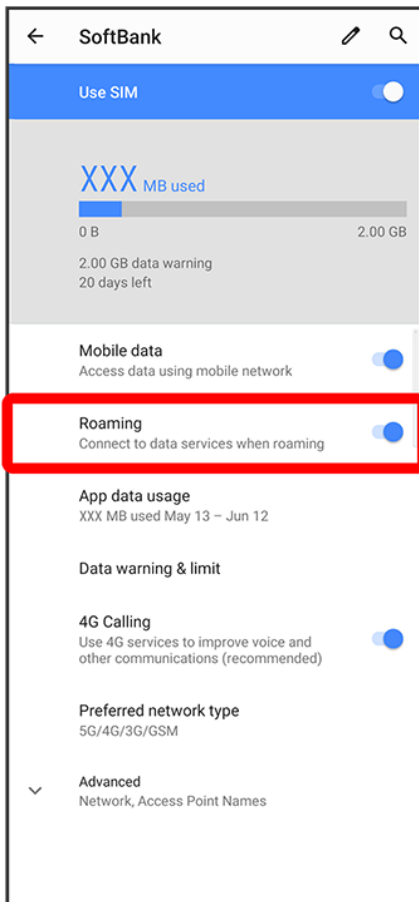 SoftBank
Use SIM
XXX MB used
0 B 2.00 GB
2.00 GB data warning
20 days left
Mobile data
Access data using mobile network
Roaming
Connect to data services when roaming
App data usage
XXX MB used May 13 – Jun 12
Data warning & limit
4G Calling
Use 4G services to improve voice and
other communications (recommended)
Preferred network type
5G/4G/3G/GSM
Advanced
Network, Access Point Names